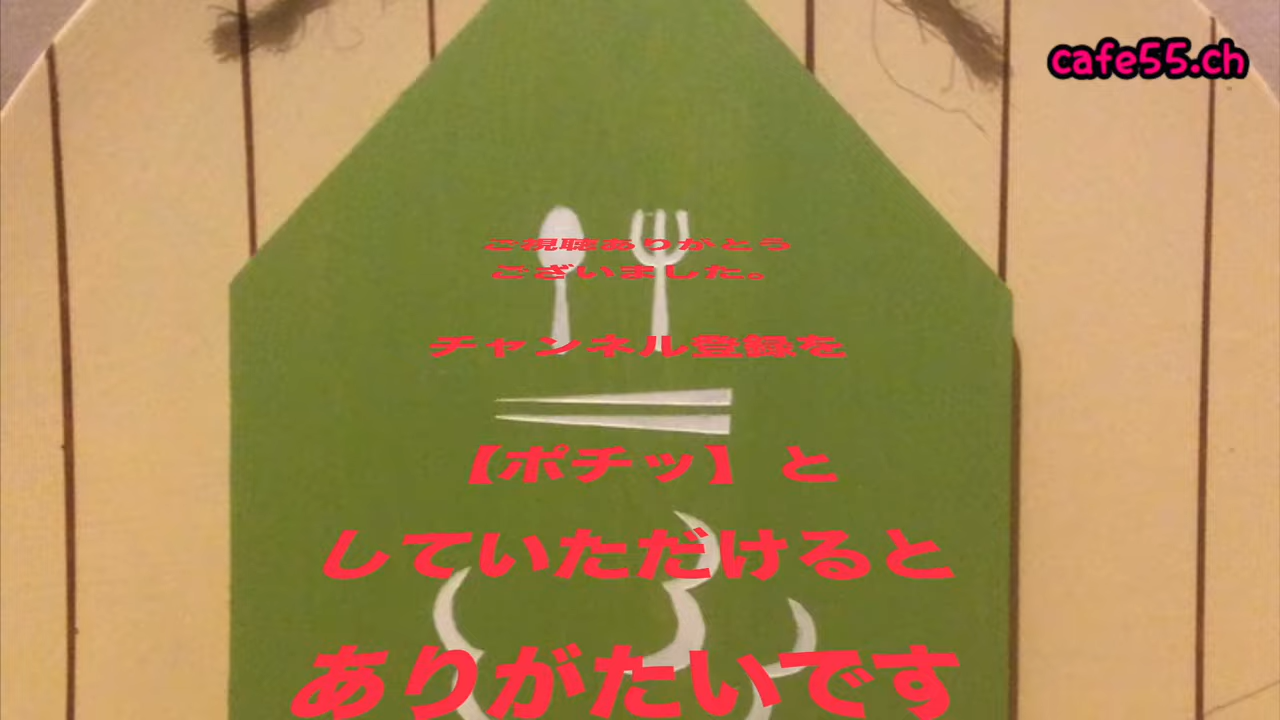 cafe55.ch
ご視聴ありがとう
ございました。
チャンネル登録を
【ポチッ】と
していただけると
ありがたいです